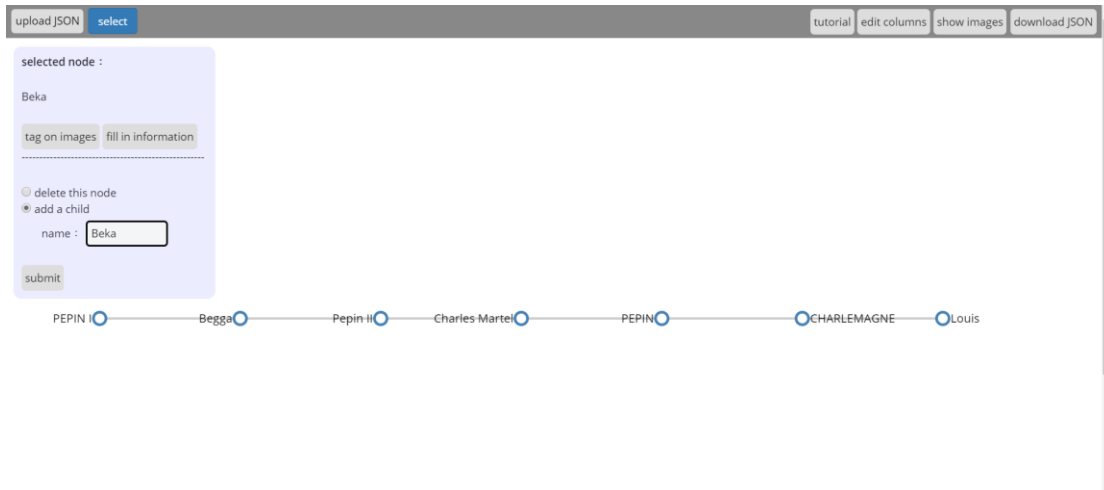 upload JSON select tutorial edit columns show images download JSON
selected node：
Beka
tag on images fill in information
----------------------------------------------------
delete this node
add a child
name： Beka
submit
PEPIN I Begga Pepin II Charles Martel PEPIN CHARLEMAGNE Louis